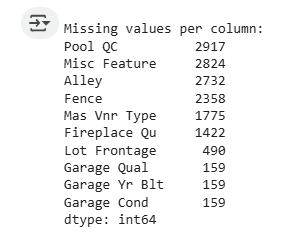 Missing values per column:
Pool QC 2917
Misc Feature 2824
Alley 2732
Fence 2358
Mas Vnr Type 1775
Fireplace Qu 1422
Lot Frontage 490
Garage Qual 159
Garage Yr Blt 159
Garage Cond 159
dtype: int64